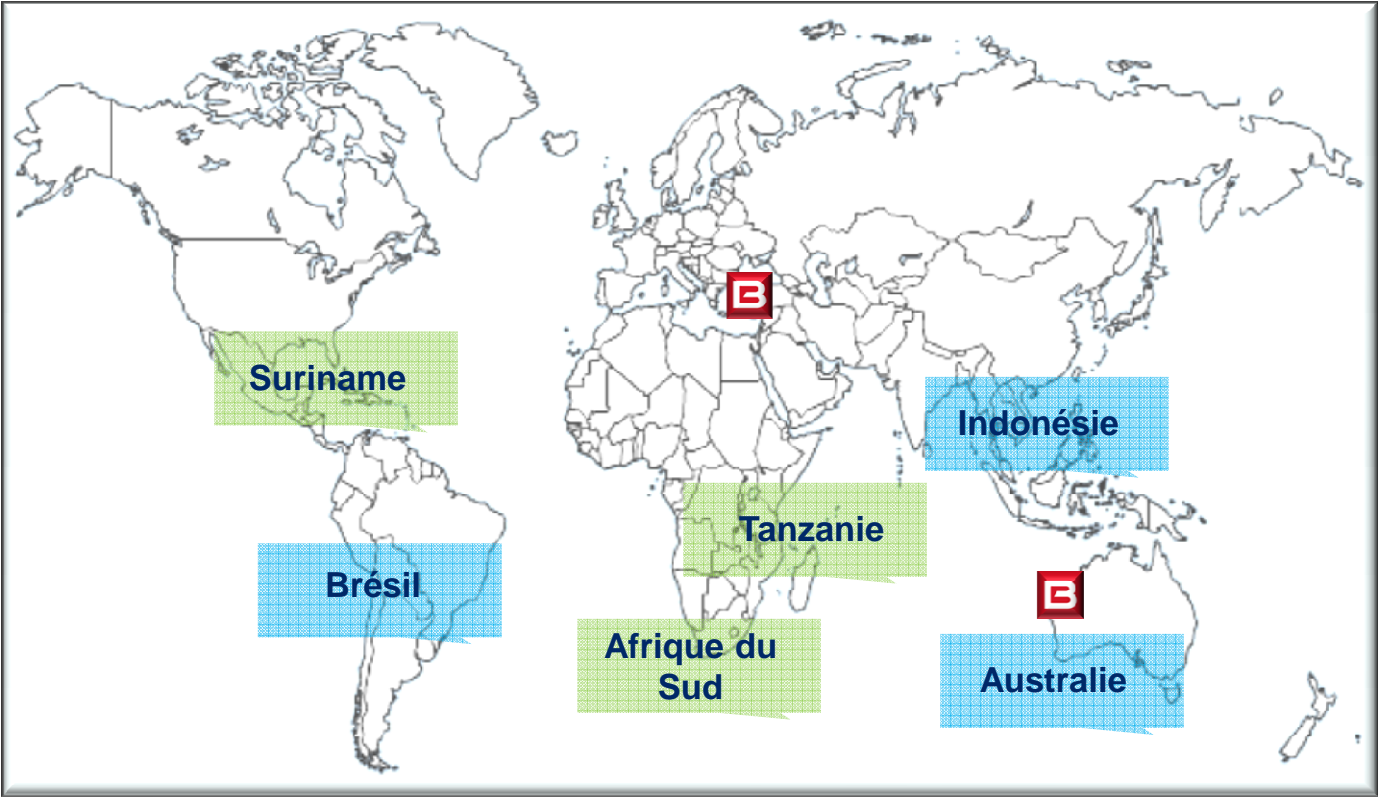 Suriname
Indonésie
Tanzanie
Brésil
B
Afrique du
Sud
Australie
B